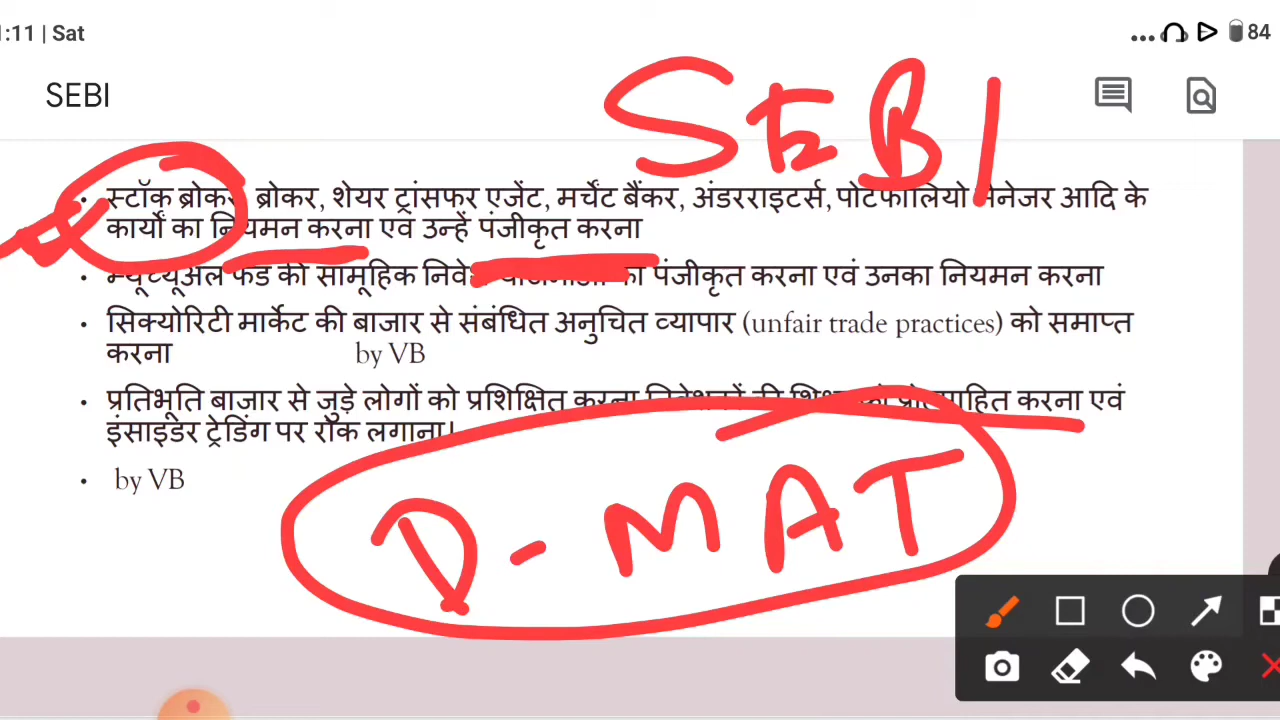 :11 | Sat
84
SEBI
SEBI
• स्टॉक ब्रोकर ब्रोकर, शेयर ट्रांसफर एजेंट, मर्चेंट बैंकर, अंडरराइटर्स, पोर्टफोलियो मैनेजर आदि के
कार्यों का नियमन करना एवं उन्हें पंजीकृत करना
• म्यूच्यूअल फंड की सामूहिक का पंजीकृत करना एवं उनका नियमन करना
• सिक्योरिटी मार्केट की बाजार से संबंधित अनुचित व्यापार (unfair trade practices) को समाप्त
करना by VB
• प्रतिभूति बाजार से जुड़े लोगों को प्रशिक्षित करना को प्रोत्साहित करना एवं
इंसाइडर ट्रेडिंग पर रोक लगाना।
• by VB
D-MAT